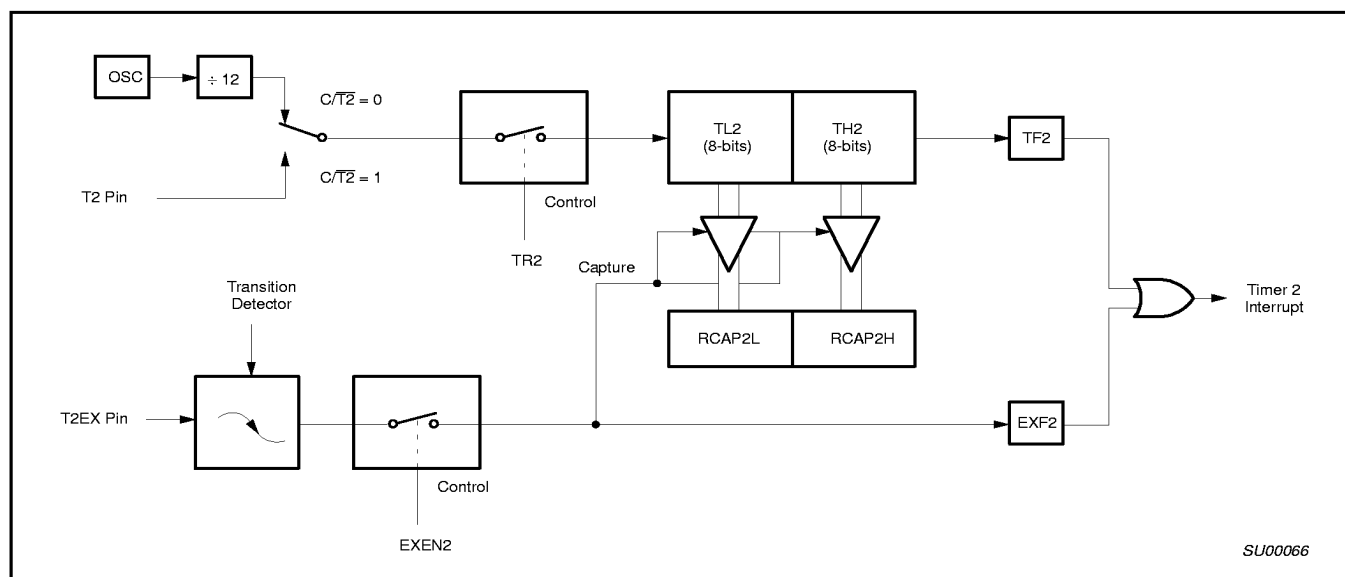 OSC
÷ 12
C/T2 = 0
C/T2 = 1
T2 Pin
Control
TR2
TL2
(8-bits)
TH2
(8-bits)
TF2
Capture
RCAP2L
RCAP2H
Timer 2
Interrupt
Transition
Detector
T2EX Pin
Control
EXEN2
EXF2
SU00066